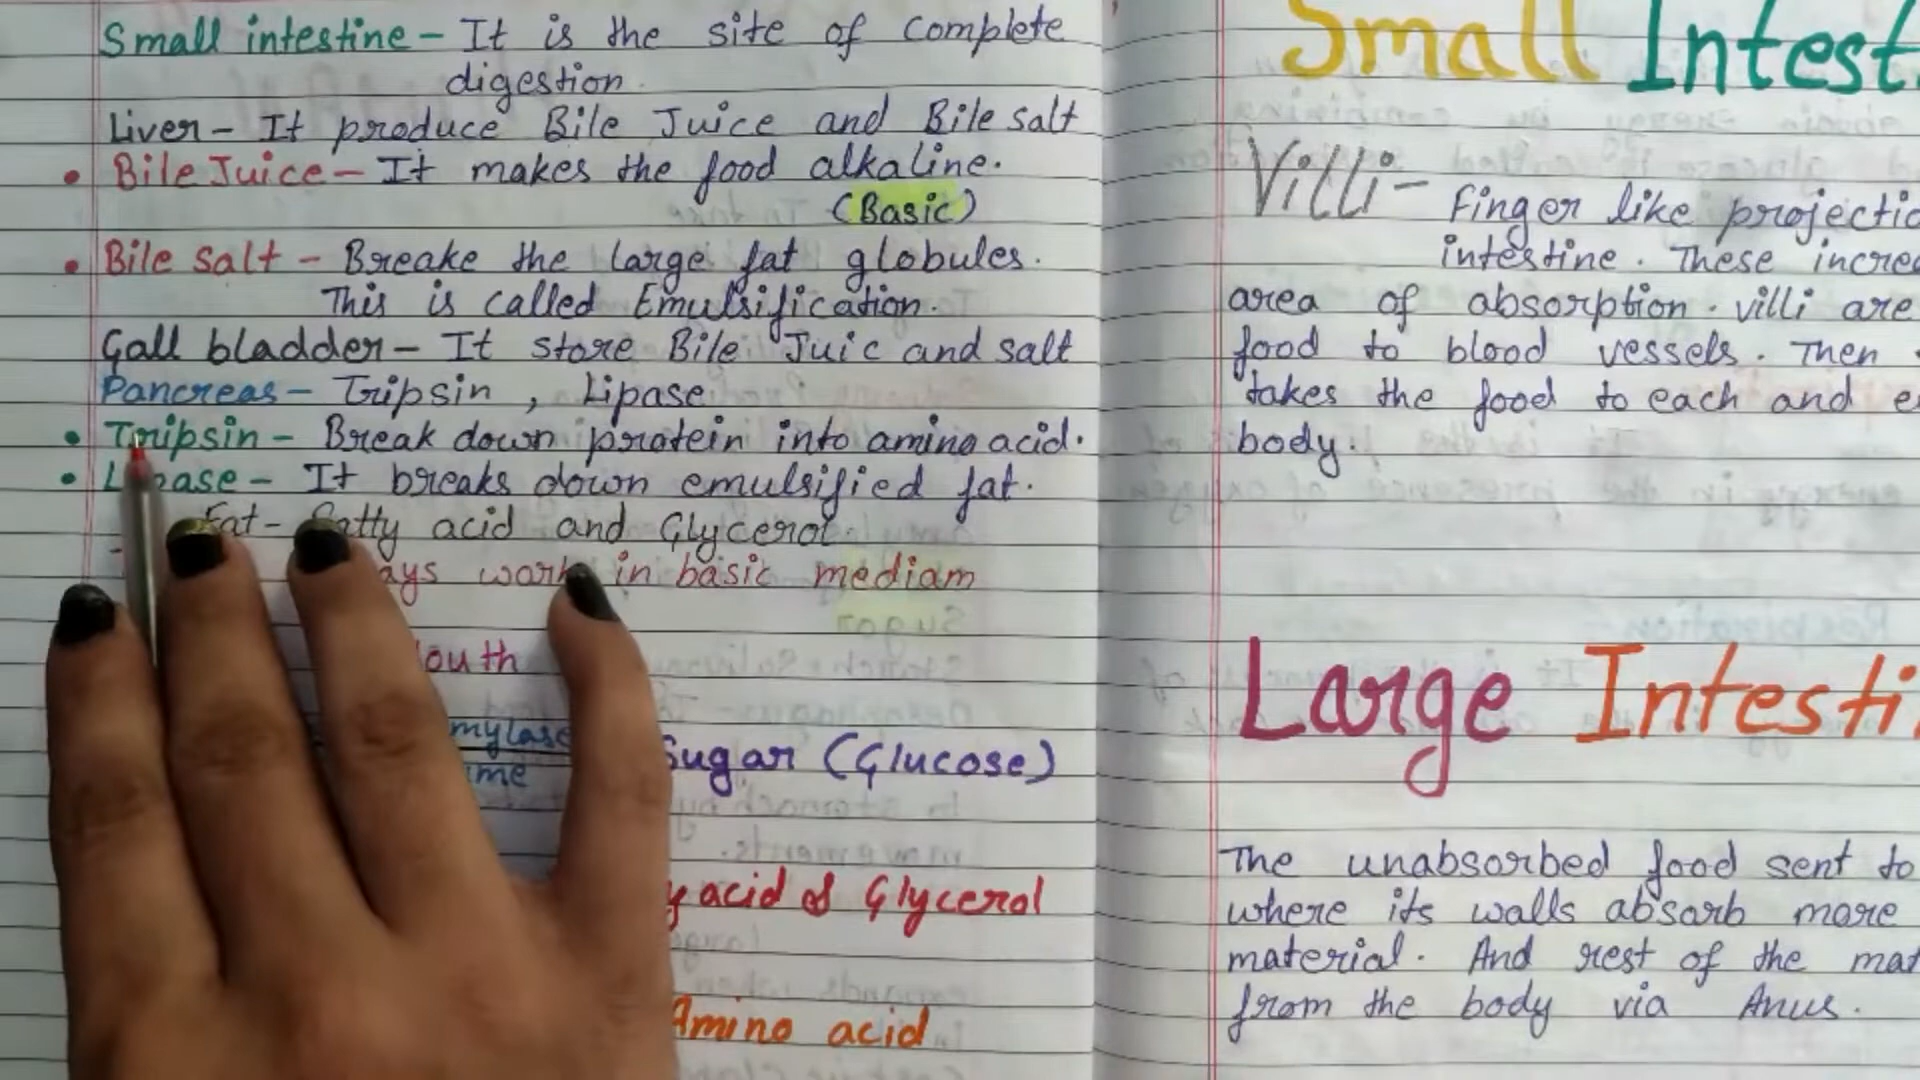 Small intestine - It is the site of complete
digestion.
Liver - It produce Bile Juice and Bile salt
• Bile Juice - It makes the food alkaline.
(Basic)
• Bile salt - Breake the large fat globules.
This is called Emulsification.
Gall bladder - It store Bile Juic and salt
Pancreas - Tripsin , Lipase
• Tripsin - Break down protein into amino acid.
• Lipase - It breaks down emulsified fat.
Fat - Fatty acid and Glycerol.
work in basic mediam
Sugar (Glucose)
acid & Glycerol
Amino acid
Small
Villi - Finger like
intestine. These
area of absorption. villi are
food to blood vessels. Then
takes the food to each and
body.
Large
The unabsorbed food sent to
where its walls absorb more
material. And rest of the
from the body via Anus.